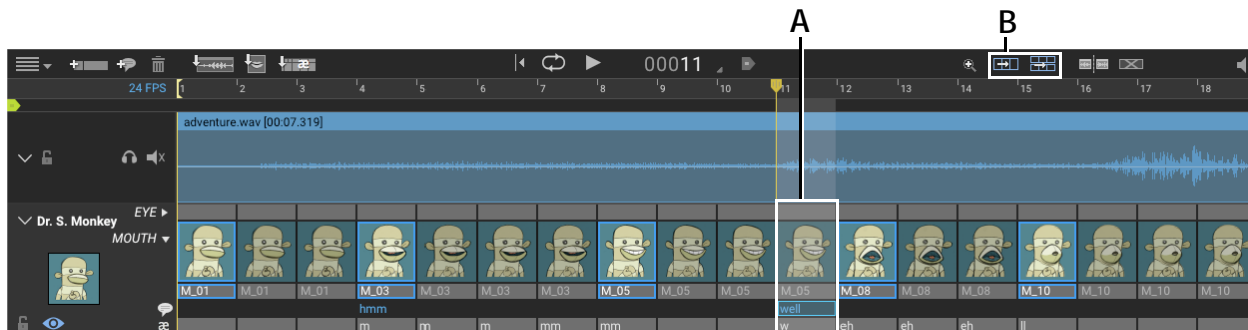 A B
æ 00011
24 FPS 1 2 3 4 5 6 7 8 9 10 11 12 13 14 15 16 17 18
adventure.wav [00:07.319]
EYE
Dr. S. Monkey
MOUTH
M_01 M_01 M_01 M_03 M_03 M_03 M_03 M_05 M_05 M_05 M_05 M_08 M_08 M_08 M_10 M_10 M_10 M_10
hmm well
æ m m m mm mm w eh eh eh ll